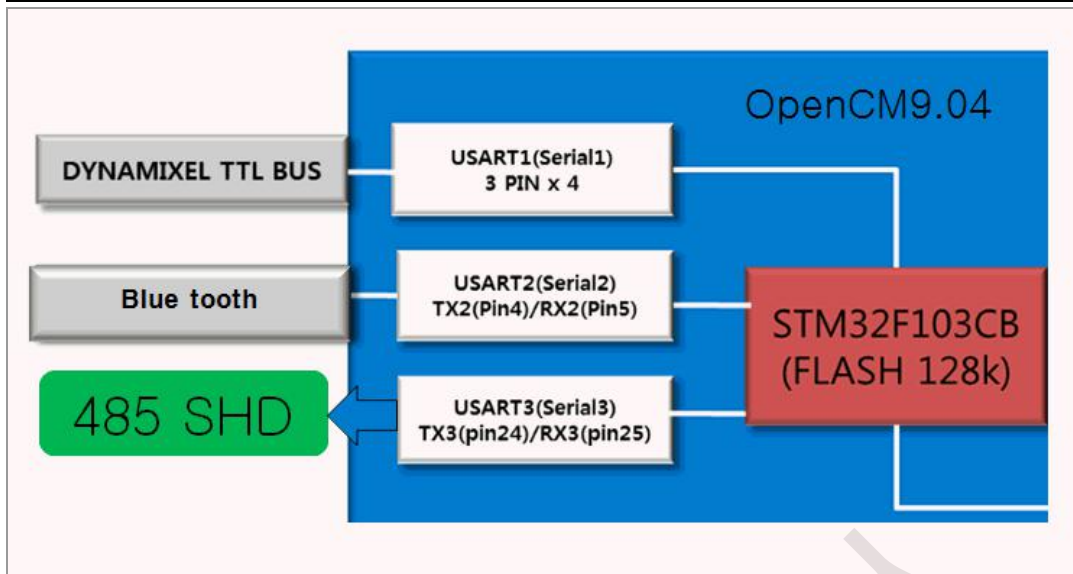 OpenCM9.04
DYNAMIXEL TTL BUS
USART1(Serial1)
3 PIN x 4
Blue tooth
USART2(Serial2)
TX2(Pin4)/RX2(Pin5)
STM32F103CB
(FLASH 128k)
485 SHD
USART3(Serial3)
TX3(pin24)/RX3(pin25)